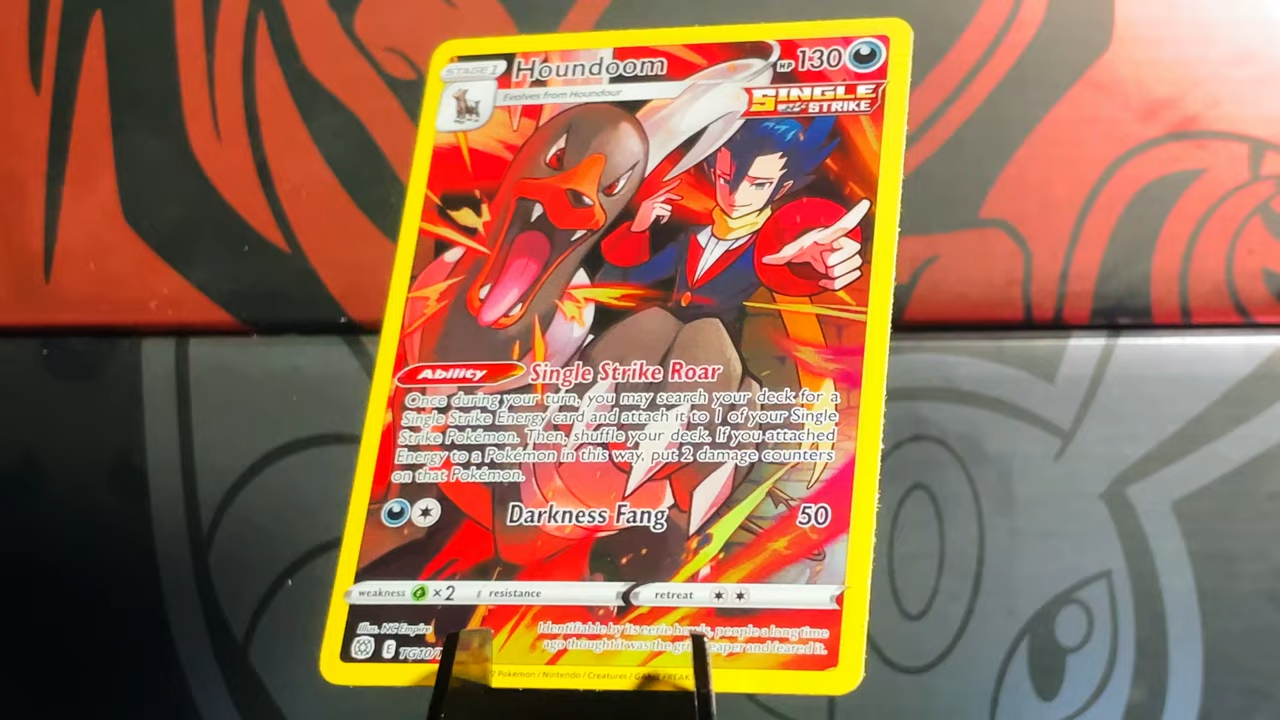 STAGE 1
Houndoom
HP 130
Evolves from Houndour
SINGLE
STRIKE
Ability Single Strike Roar
Once during your turn, you may search your deck for a
Single Strike Energy card and attach it to 1 of your Single
Strike Pokémon. Then, shuffle your deck. If you attached
Energy to a Pokémon in this way, put 2 damage counters
on that Pokémon.
Darkness Fang 50
weakness ×2 resistance retreat
Illus. NC Empire
E TG10/
Identifiable by its eerie howls, people a long time
ago thought it was the and feared it.
Pokémon / Nintendo / Creatures / GAME FREAK